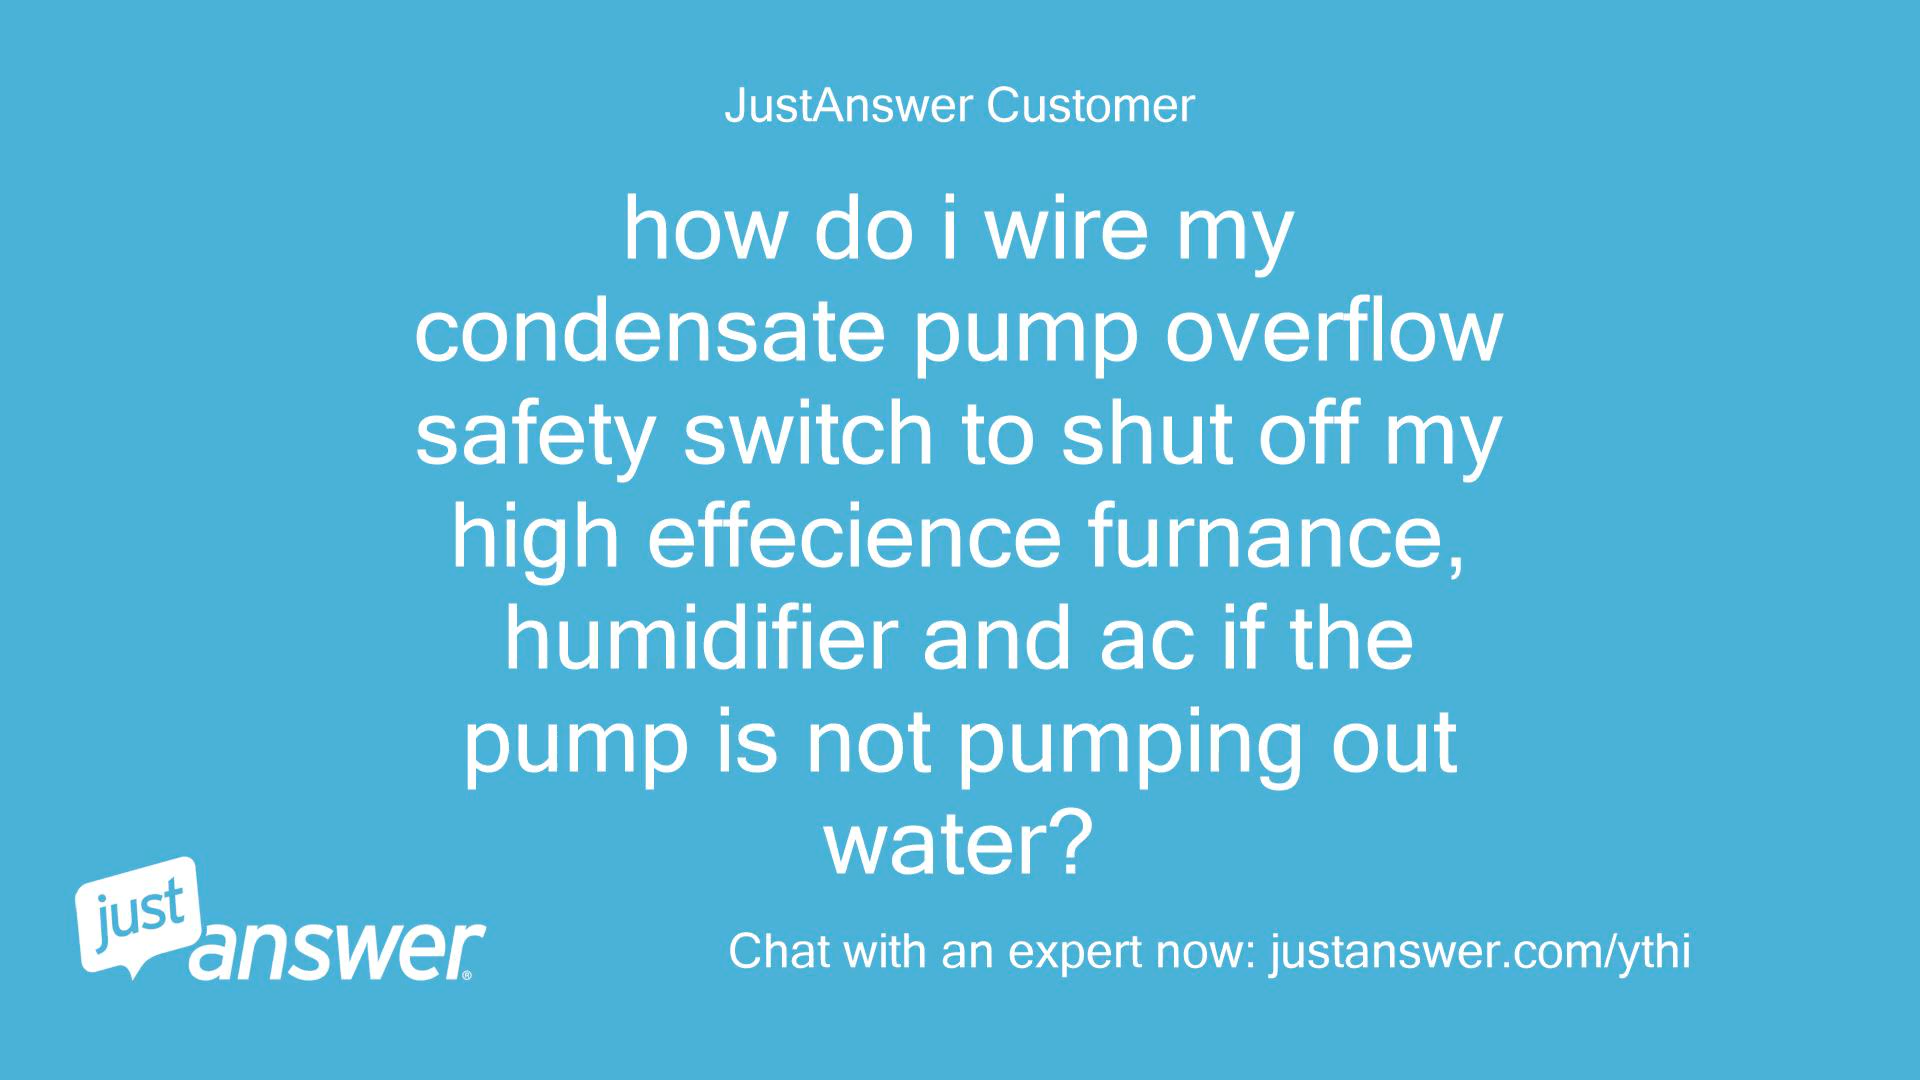 JustAnswer Customer
how do i wire my
condensate pump overflow
safety switch to shut off my
high effecience furnance,
humidifier and ac if the
pump is not pumping out
water?
just
answer®
Chat with an expert now: justanswer.com/ythi